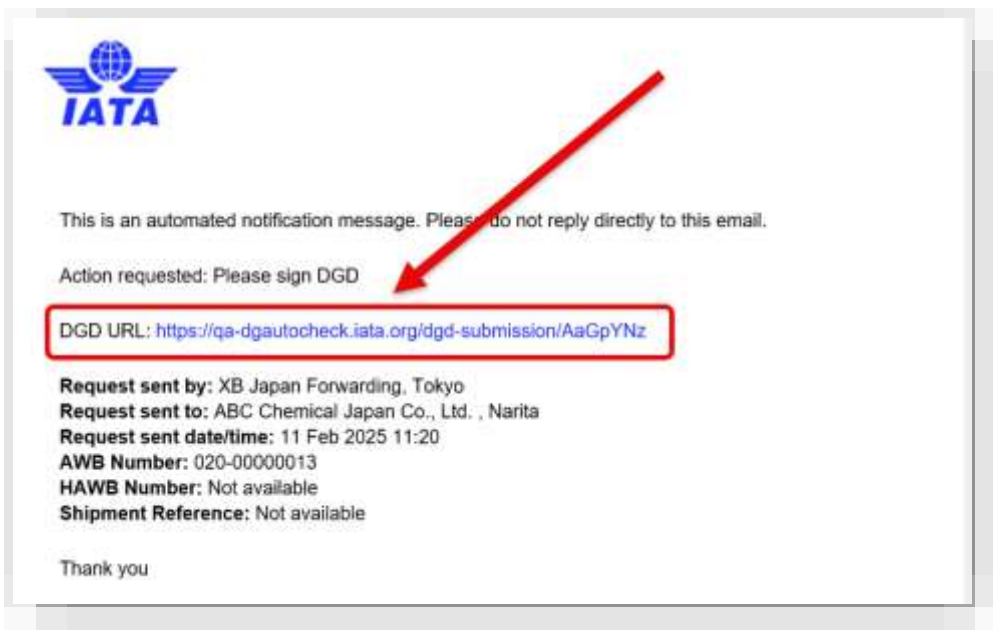 IATA
This is an automated notification message. Please do not reply directly to this email.
Action requested: Please sign DGD
DGD URL: https://qa-dgautocheck.iata.org/dgd-submission/AaGpYNz
Request sent by: XB Japan Forwarding, Tokyo
Request sent to: ABC Chemical Japan Co., Ltd. , Narita
Request sent date/time: 11 Feb 2025 11:20
AWB Number: 020-00000013
HAWB Number: Not available
Shipment Reference: Not available
Thank you